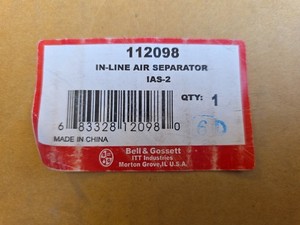 112098
IN-LINE AIR SEPARATOR
IAS-2
QTY: 1
6 83328 12098 0
MADE IN CHINA
Bell & Gossett
ITT Industries
Morton Grove, IL U.S.A.